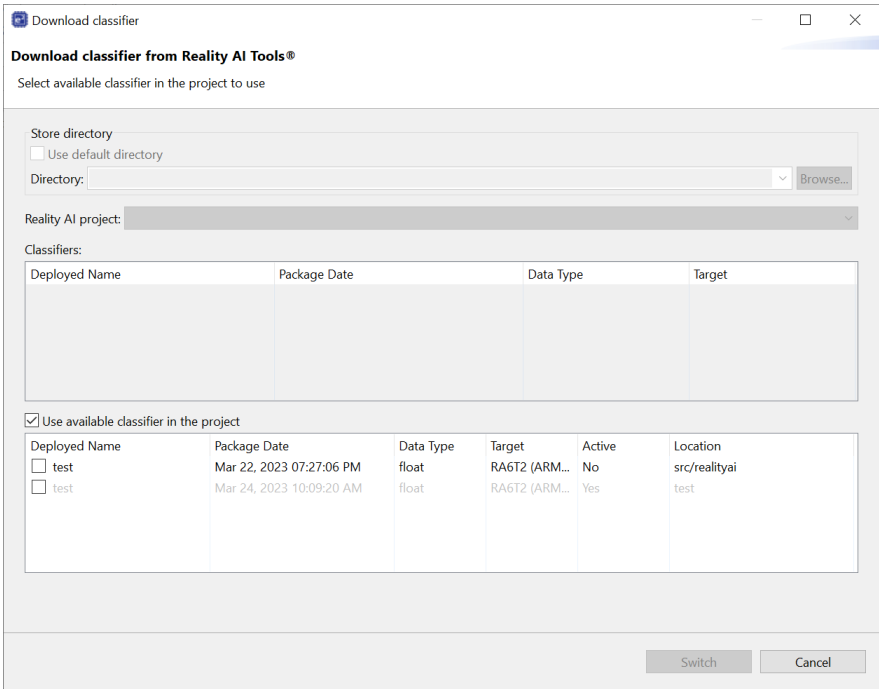 Download classifier
Download classifier from Reality AI Tools®
Select available classifier in the project to use
Store directory
Use default directory
Directory: Browse...
Reality AI project:
Classifiers:
Deployed Name Package Date Data Type Target
Use available classifier in the project
Deployed Name Package Date Data Type Target Active Location
test Mar 22, 2023 07:27:06 PM float RA6T2 (ARM... No src/realityai
test Mar 24, 2023 10:09:20 AM float RA6T2 (ARM... Yes test
Switch Cancel